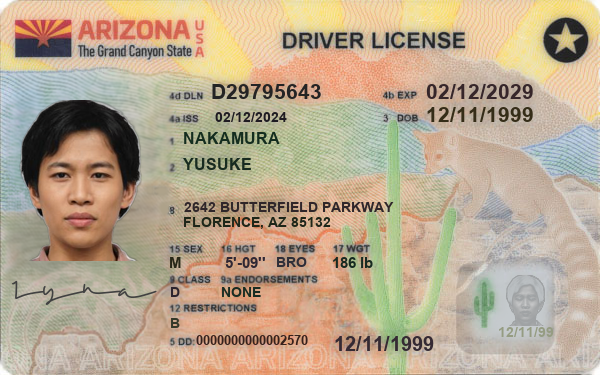 ARIZONA USA
The Grand Canyon State
DRIVER LICENSE
4d DLN D29795643
4b EXP 02/12/2029
4a ISS 02/12/2024
3 DOB 12/11/1999
1 NAKAMURA
2 YUSUKE
8 2642 BUTTERFIELD PARKWAY
FLORENCE, AZ 85132
15 SEX 16 HGT 18 EYES 17 WGT
M 5'-09" BRO 186 lb
9 CLASS 9a ENDORSEMENTS
D NONE
12 RESTRICTIONS
B
5 DD: 0000000000002570
12/11/1999
12/11/99
Lyna
ARIZONA ARIZONA ARIZONA ARIZONA